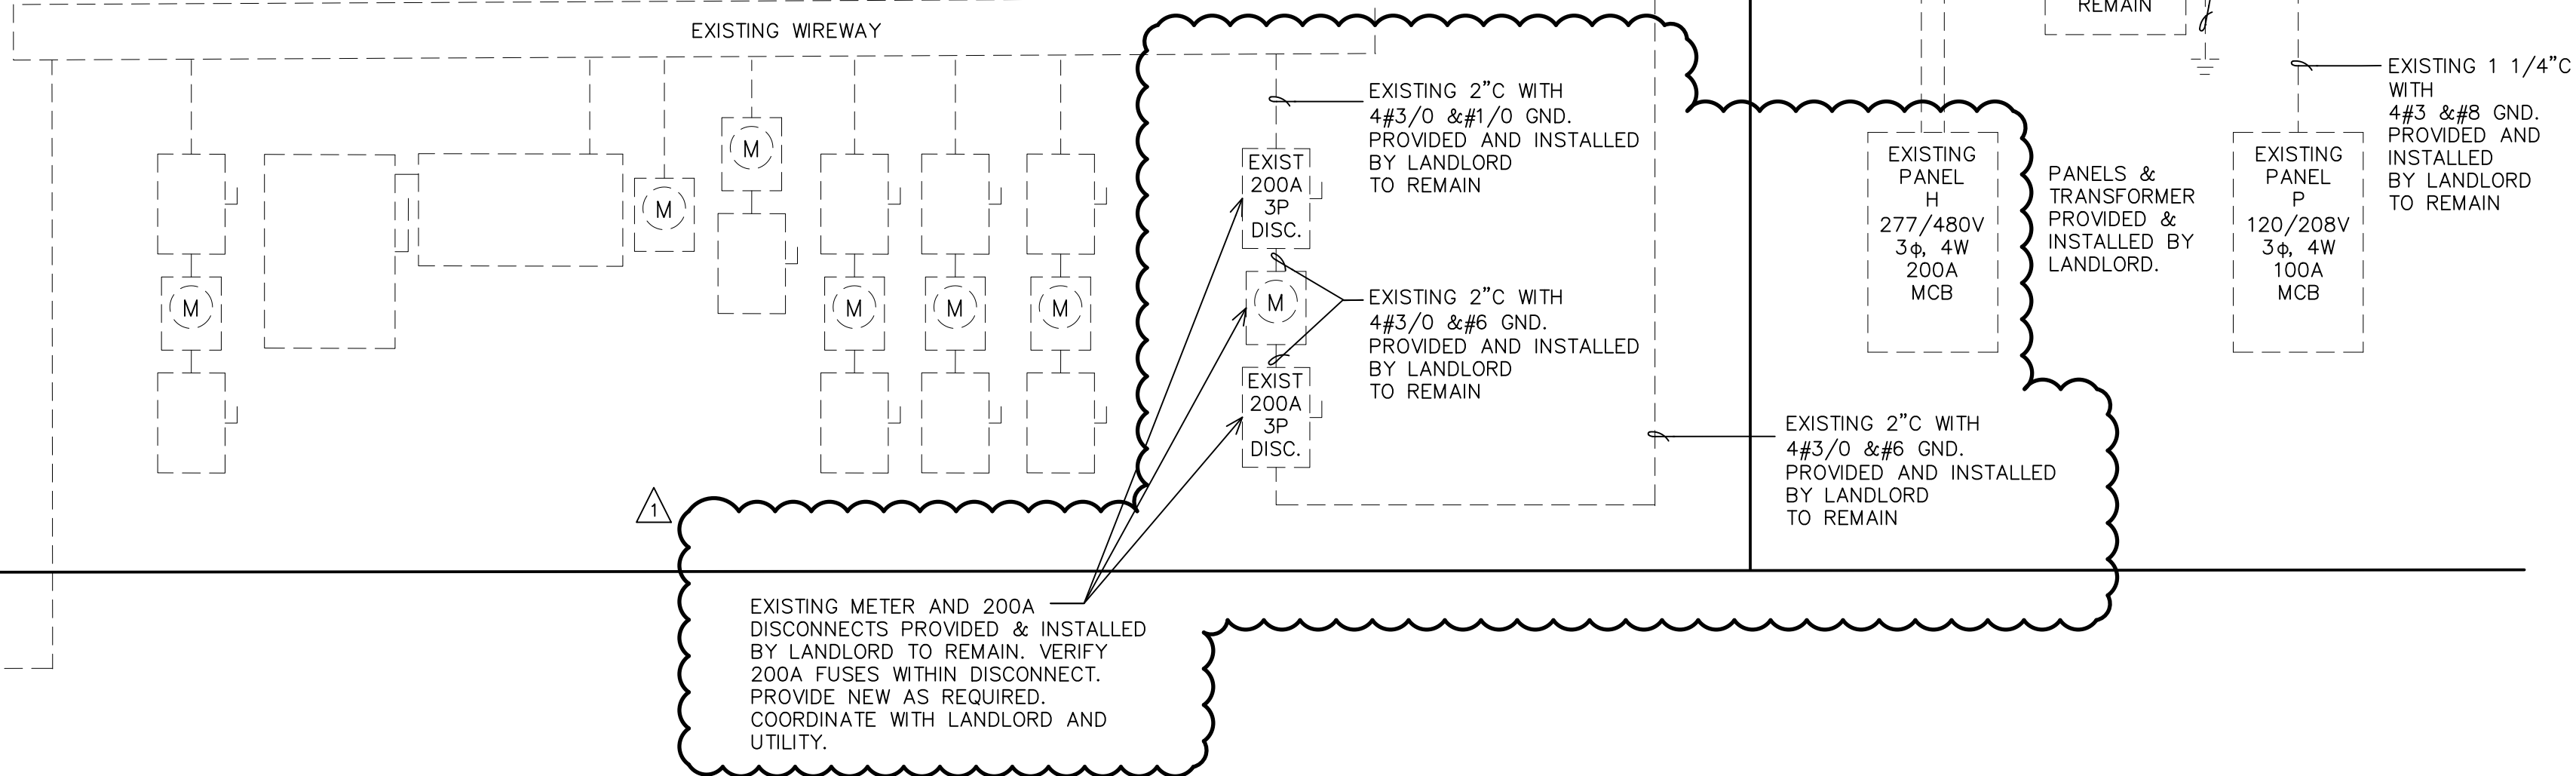 REMAIN
EXISTING WIREWAY
EXISTING 2"C WITH
4#3/0 &#1/0 GND.
PROVIDED AND INSTALLED
BY LANDLORD
TO REMAIN
EXISTING 1 1/4"C
WITH
4#3 &#8 GND.
PROVIDED AND
INSTALLED
BY LANDLORD
TO REMAIN
M
M
M
M
M
M
EXIST
200A
3P
DISC.
M
EXIST
200A
3P
DISC.
EXISTING 2"C WITH
4#3/0 &#6 GND.
PROVIDED AND INSTALLED
BY LANDLORD
TO REMAIN
EXISTING
PANEL
H
277/480V
3ϕ, 4W
200A
MCB
PANELS &
TRANSFORMER
PROVIDED &
INSTALLED BY
LANDLORD.
EXISTING
PANEL
P
120/208V
3ϕ, 4W
100A
MCB
EXISTING 2"C WITH
4#3/0 &#6 GND.
PROVIDED AND INSTALLED
BY LANDLORD
TO REMAIN
1
EXISTING METER AND 200A
DISCONNECTS PROVIDED & INSTALLED
BY LANDLORD TO REMAIN. VERIFY
200A FUSES WITHIN DISCONNECT.
PROVIDE NEW AS REQUIRED.
COORDINATE WITH LANDLORD AND
UTILITY.